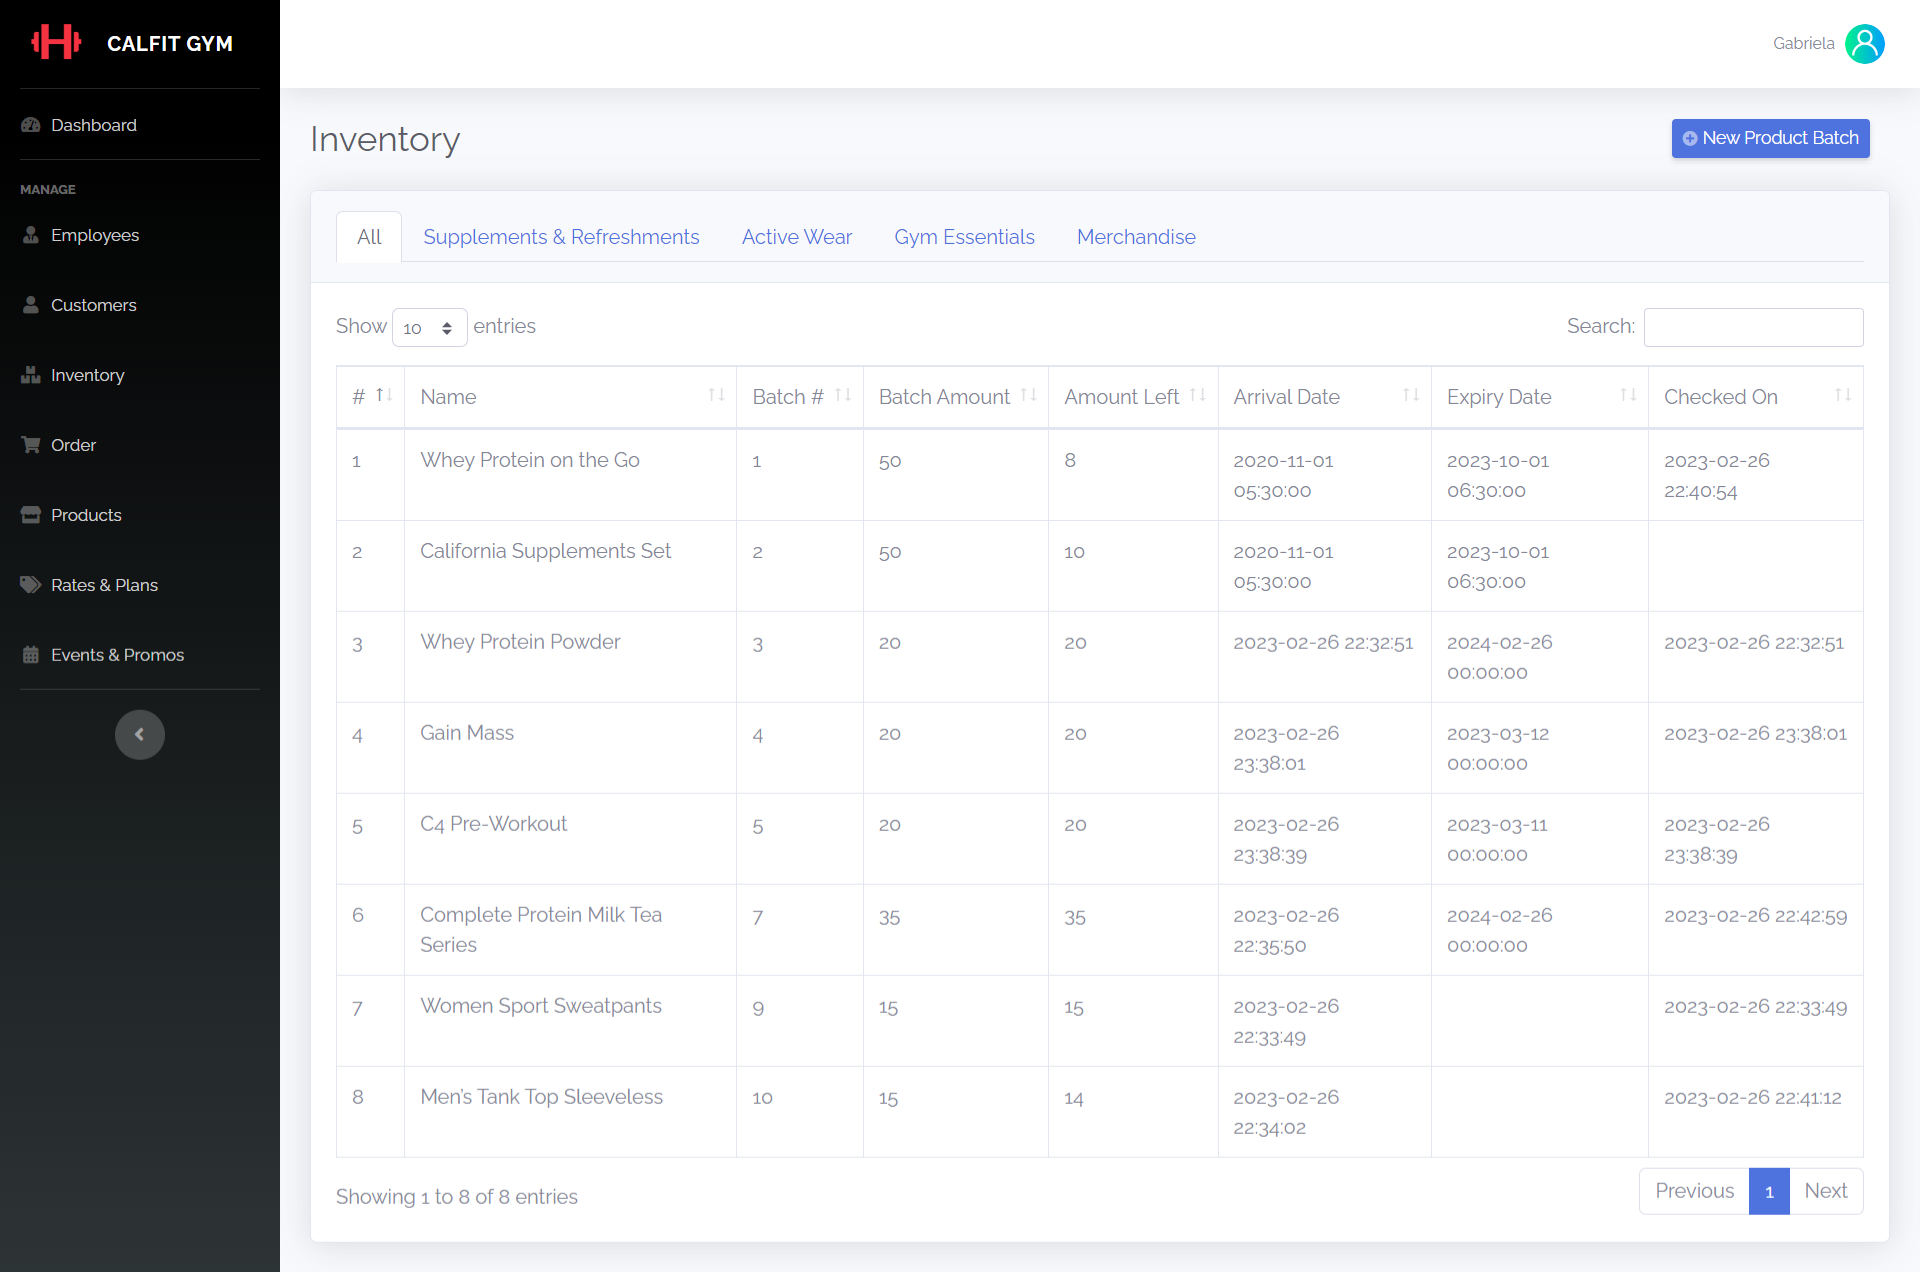 CALFIT GYM
Gabriela
Dashboard
MANAGE
Employees
Customers
Inventory
Order
Products
Rates & Plans
Events & Promos
Inventory
New Product Batch
All Supplements & Refreshments Active Wear Gym Essentials Merchandise
Show 10 entries
Search:
# Name Batch # Batch Amount Amount Left Arrival Date Expiry Date Checked On
1 Whey Protein on the Go 1 50 8 2020-11-01 2023-10-01 2023-02-26
05:30:00 06:30:00 22:40:54
2 California Supplements Set 2 50 10 2020-11-01 2023-10-01
05:30:00 06:30:00
3 Whey Protein Powder 3 20 20 2023-02-26 22:32:51 2024-02-26 2023-02-26 22:32:51
00:00:00
4 Gain Mass 4 20 20 2023-02-26 2023-03-12 2023-02-26 23:38:01
23:38:01 00:00:00
5 C4 Pre-Workout 5 20 20 2023-02-26 2023-03-11 2023-02-26
23:38:39 00:00:00 23:38:39
6 Complete Protein Milk Tea 7 35 35 2023-02-26 2024-02-26 2023-02-26 22:42:59
Series 22:35:50 00:00:00
7 Women Sport Sweatpants 9 15 15 2023-02-26 2023-02-26 22:33:49
22:33:49
8 Men's Tank Top Sleeveless 10 15 14 2023-02-26 2023-02-26 22:41:12
22:34:02
Showing 1 to 8 of 8 entries
Previous 1 Next